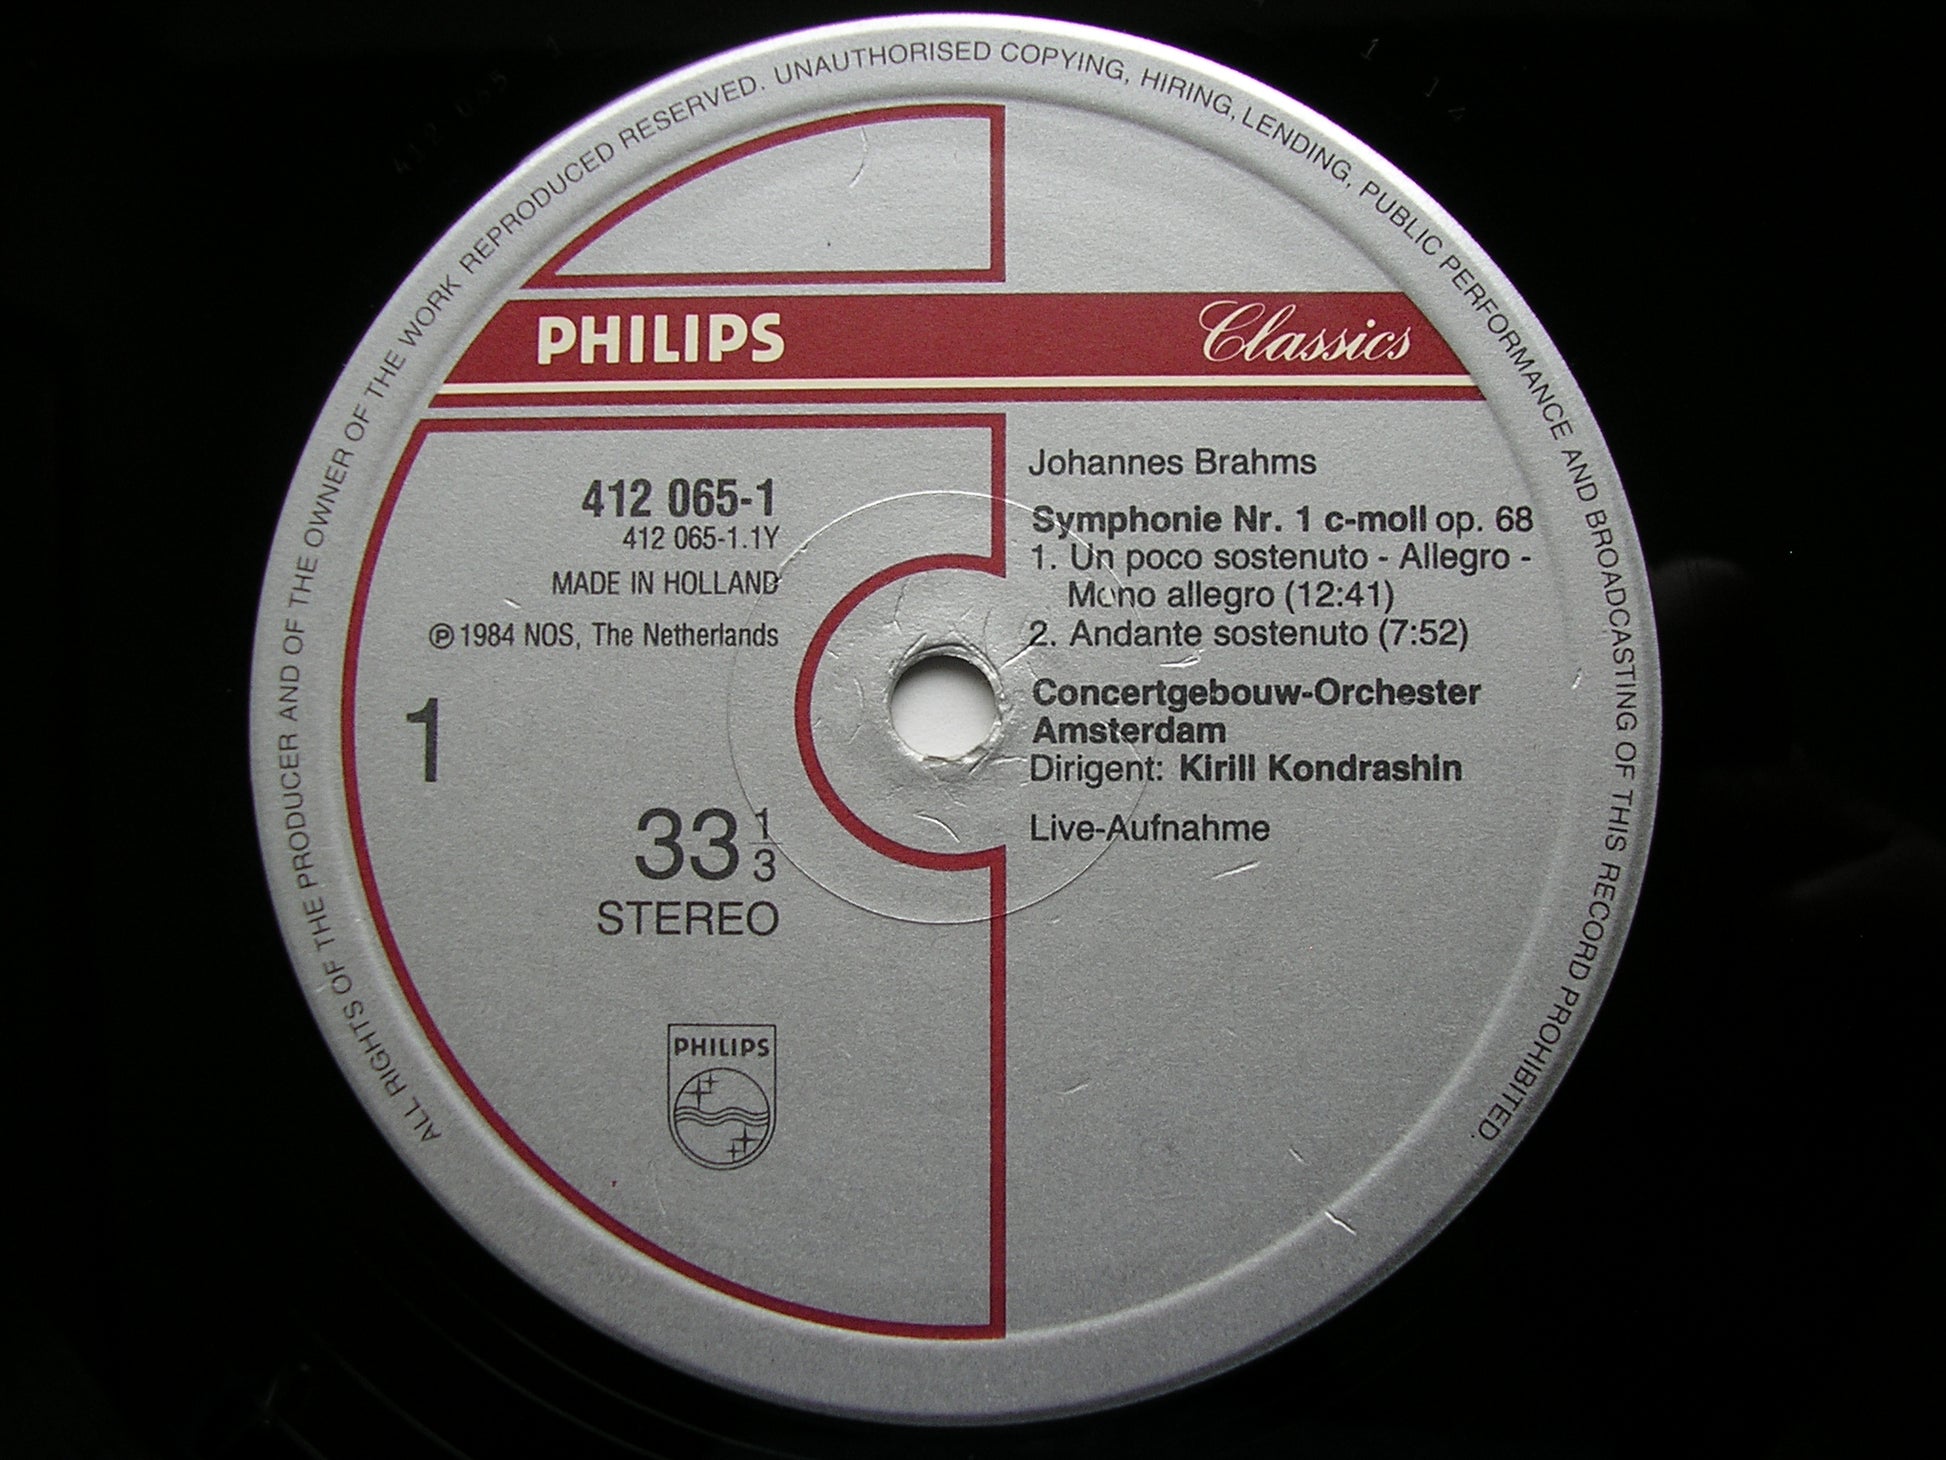 ALL RIGHTS OF THE PRODUCER AND OF THE OWNER OF THE WORK REPRODUCED RESERVED. UNAUTHORISED COPYING, HIRING, LENDING, PUBLIC PERFORMANCE AND BROADCASTING OF THIS RECORD PROHIBITED.
PHILIPS Classics
412 065-1
412 065-1.1Y
MADE IN HOLLAND
℗ 1984 NOS, The Netherlands
1
33 1/3
STEREO
PHILIPS
Johannes Brahms
Symphonie Nr. 1 c-moll op. 68
1. Un poco sostenuto - Allegro -
allegro (12:41)
2. Andante sostenuto (7:52)
Concertgebouw-Orchester
Amsterdam
Dirigent: Kirill Kondrashin
Live-Aufnahme